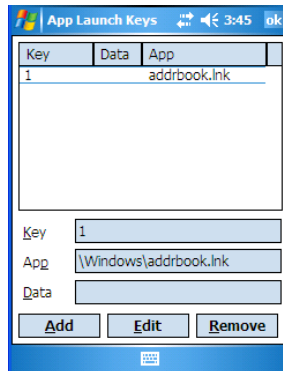 App Launch Keys 3:45 ok
Key Data App
1 addrbook.lnk
Key 1
App \Windows\addrbook.lnk
Data
Add Edit Remove